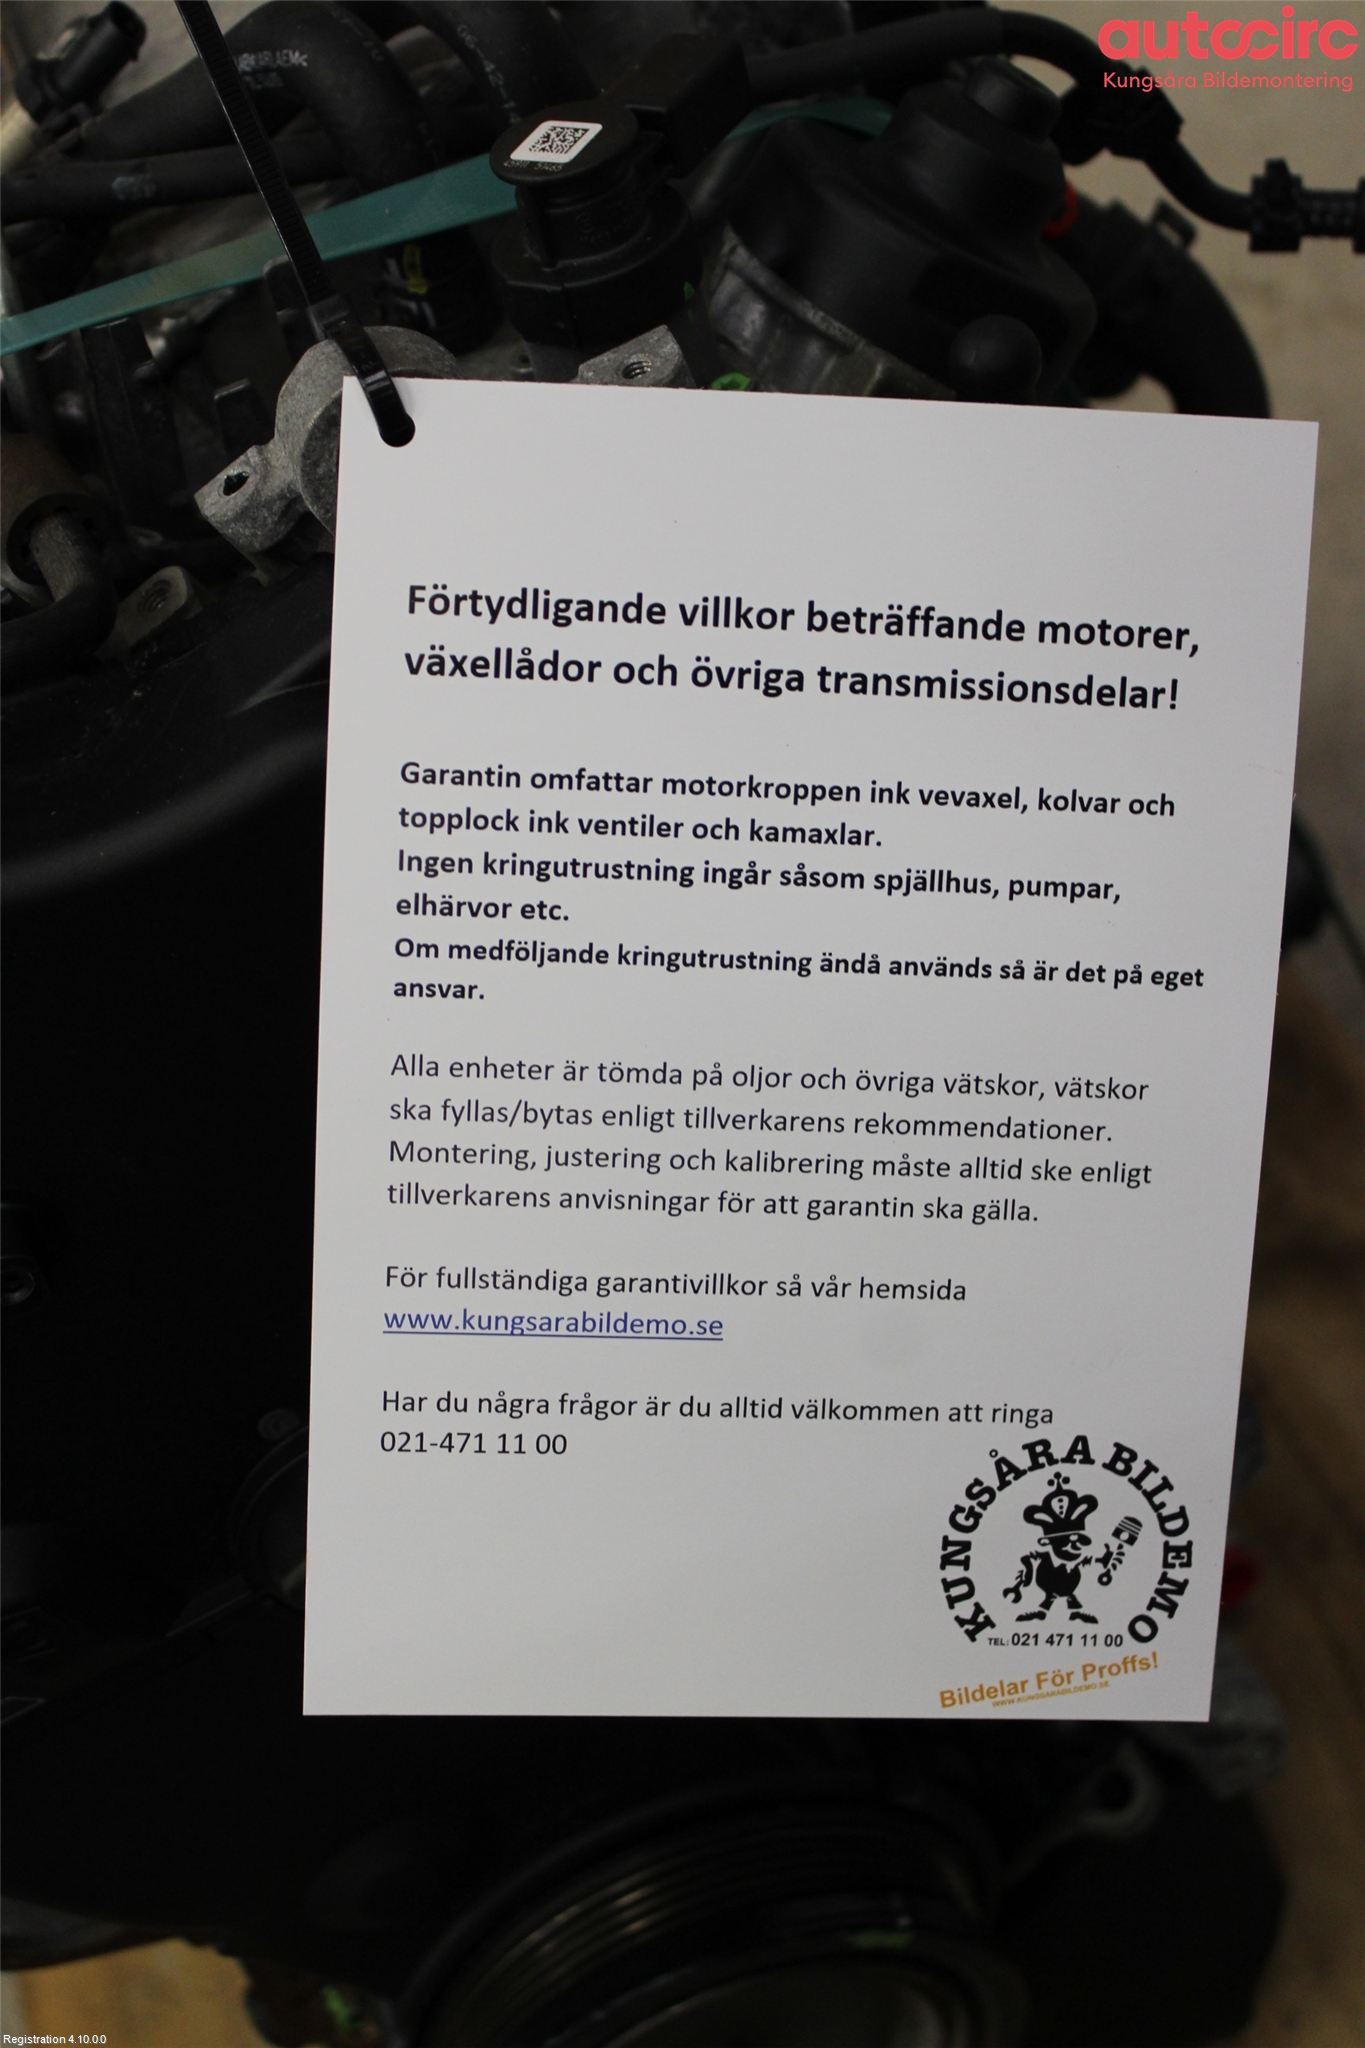 autocirc
Kungsåra Bildemontering
Förtydligande villkor beträffande motorer,
växellådor och övriga transmissionsdelar!
Garantin omfattar motorkroppen ink vevaxel, kolvar och
topplock ink ventiler och kamaxlar.
Ingen kringutrustning ingår såsom spjällhus, pumpar,
elhärvor etc.
Om medföljande kringutrustning ändå används så är det på eget
ansvar.
Alla enheter är tömda på oljor och övriga vätskor, vätskor
ska fyllas/bytas enligt tillverkarens rekommendationer.
Montering, justering och kalibrering måste alltid ske enligt
tillverkarens anvisningar för att garantin ska gälla.
För fullständiga garantivillkor så vår hemsida
www.kungsarabildemo.se
Har du några frågor är du alltid välkommen att ringa
021-471 11 00
KUNGSÅRA BILDEMO
TEL: 021 471 11 00
Bildelar För Proffs!
WWW.KUNGSARABILDEMO.SE
Registration 4.10.0.0